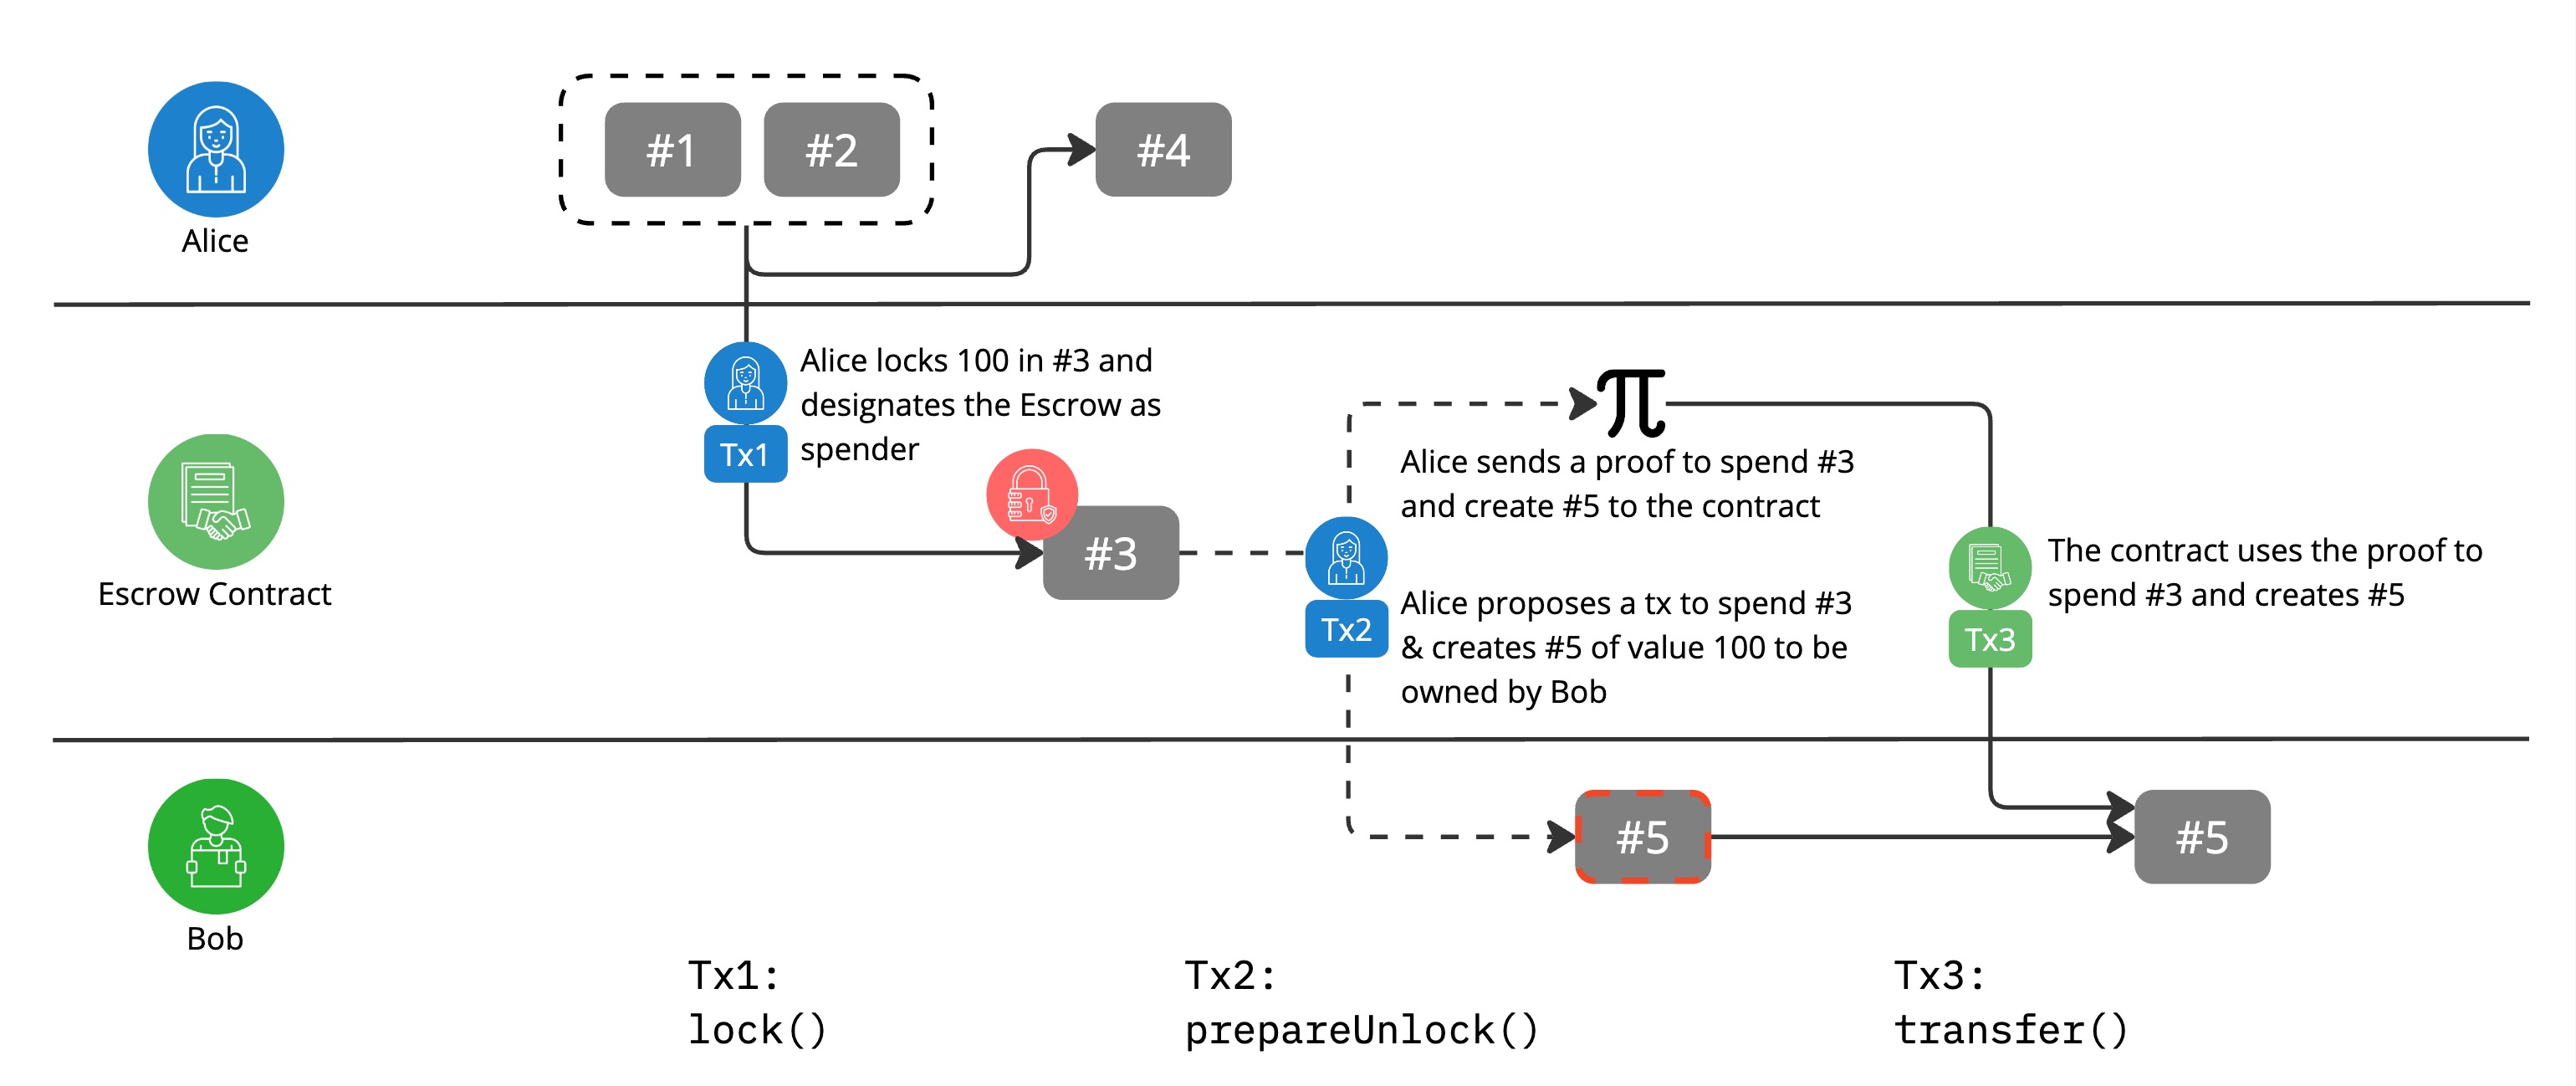 #1
#2
#4
Alice
Alice locks 100 in #3 and
designates the Escrow as
spender
Tx1
#3
Escrow Contract
π
Alice sends a proof to spend #3
and create #5 to the contract
Tx2
Alice proposes a tx to spend #3
& creates #5 of value 100 to be
owned by Bob
The contract uses the proof to
spend #3 and creates #5
Tx3
#5
#5
Bob
Tx1:
lock()
Tx2:
prepareUnlock()
Tx3:
transfer()